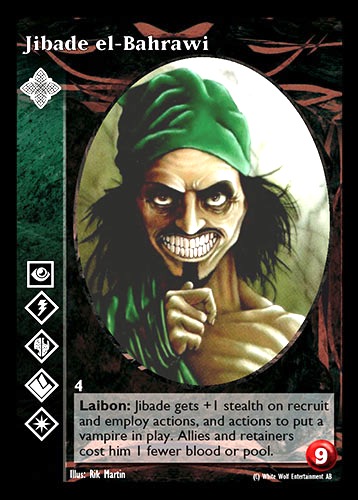 Jibade el-Bahrawi
4
Laibon: Jibade gets +1 stealth on recruit
and employ actions, and actions to put a
vampire in play. Allies and retainers
cost him 1 fewer blood or pool.
9
Illus: Rik Martin
(C) White Wolf Entertainment AB